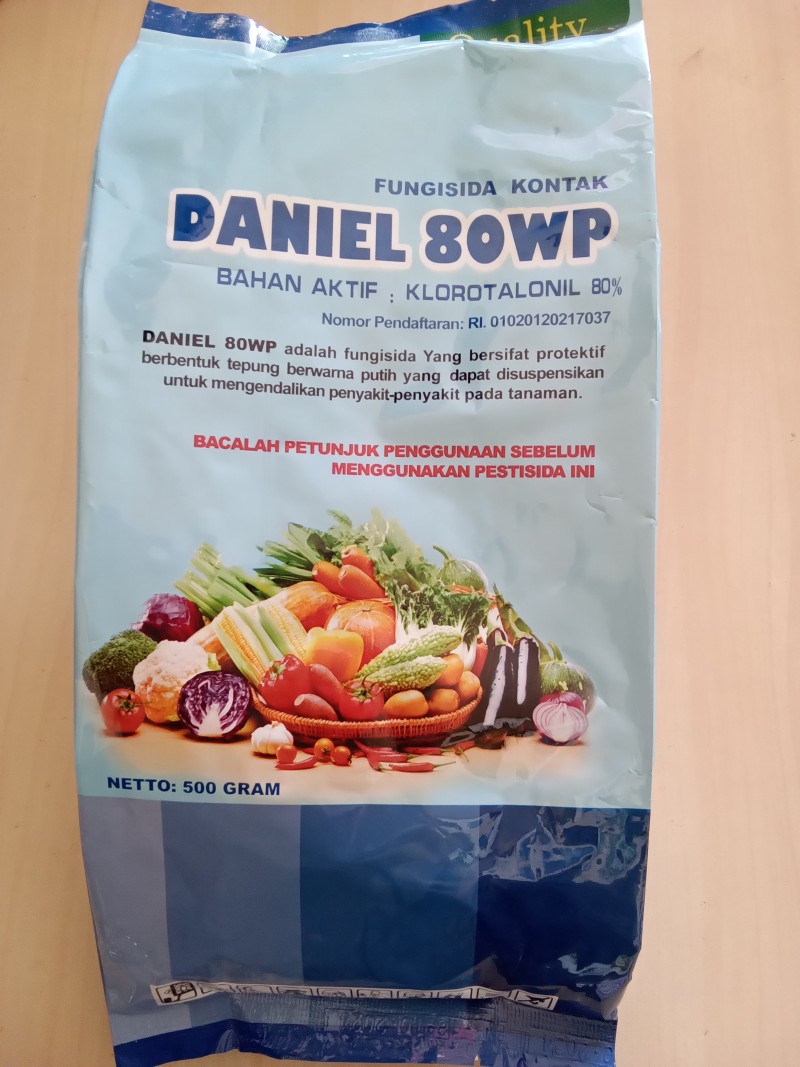 Quality
FUNGISIDA KONTAK
DANIEL 80WP
BAHAN AKTIF : KLOROTALONIL 80%
Nomor Pendaftaran: RI. 01020120217037
DANIEL 80WP adalah fungisida Yang bersifat protektif
berbentuk tepung berwarna putih yang dapat disuspensikan
untuk mengendalikan penyakit-penyakit pada tanaman.
BACALAH PETUNJUK PENGGUNAAN SEBELUM
MENGGUNAKAN PESTISIDA INI
NETTO: 500 GRAM